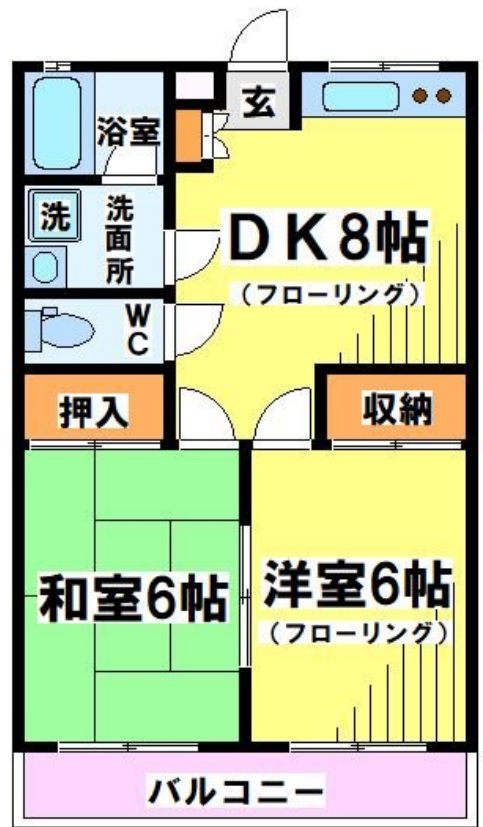 玄
浴室
洗
洗面所
DK8帖
（フローリング）
WC
押入
収納
和室6帖
洋室6帖
（フローリング）
バルコニー